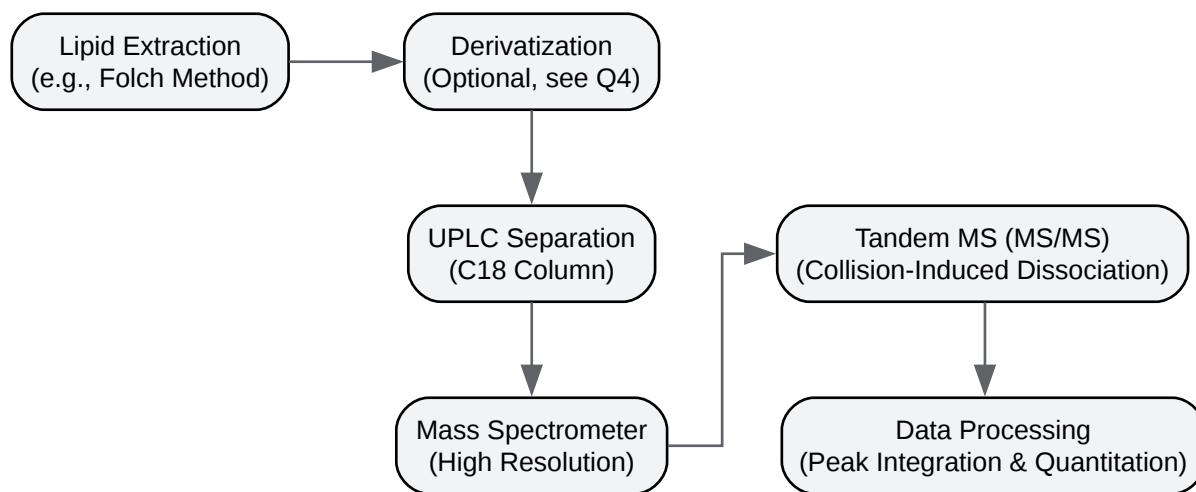 Lipid Extraction
(e.g., Folch Method)
Derivatization
(Optional, see Q4)
UPLC Separation
(C18 Column)
Mass Spectrometer
(High Resolution)
Tandem MS (MS/MS)
(Collision-Induced Dissociation)
Data Processing
(Peak Integration & Quantitation)